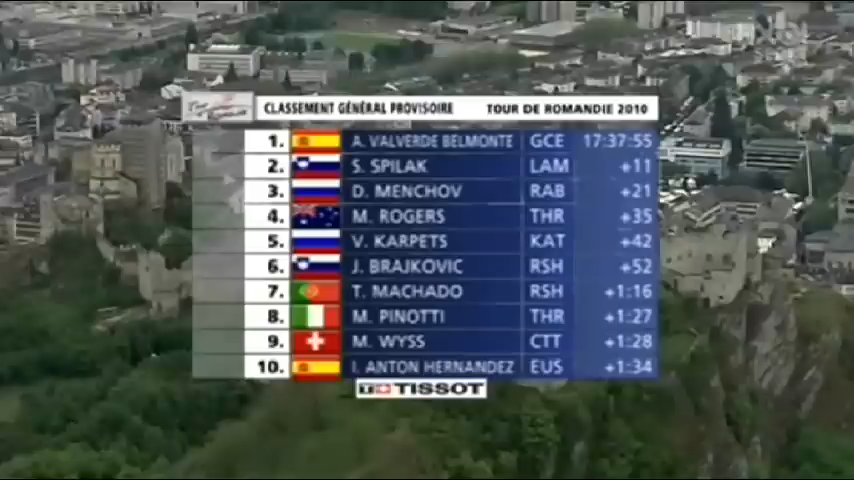 CLASSEMENT GÉNÉRAL PROVISOIRE TOUR DE ROMANDIE 2010
1. A. VALVERDE BELMONTE GCE 17:37:55
2. S. SPILAK LAM +11
3. D. MENCHOV RAB +21
4. M. ROGERS THR +35
5. V. KARPETS KAT +42
6. J. BRAJKOVIC RSH +52
7. T. MACHADO RSH +1:16
8. M. PINOTTI THR +1:27
9. M. WYSS CTT +1:28
10. I. ANTON HERNANDEZ EUS +1:34
T+TISSOT